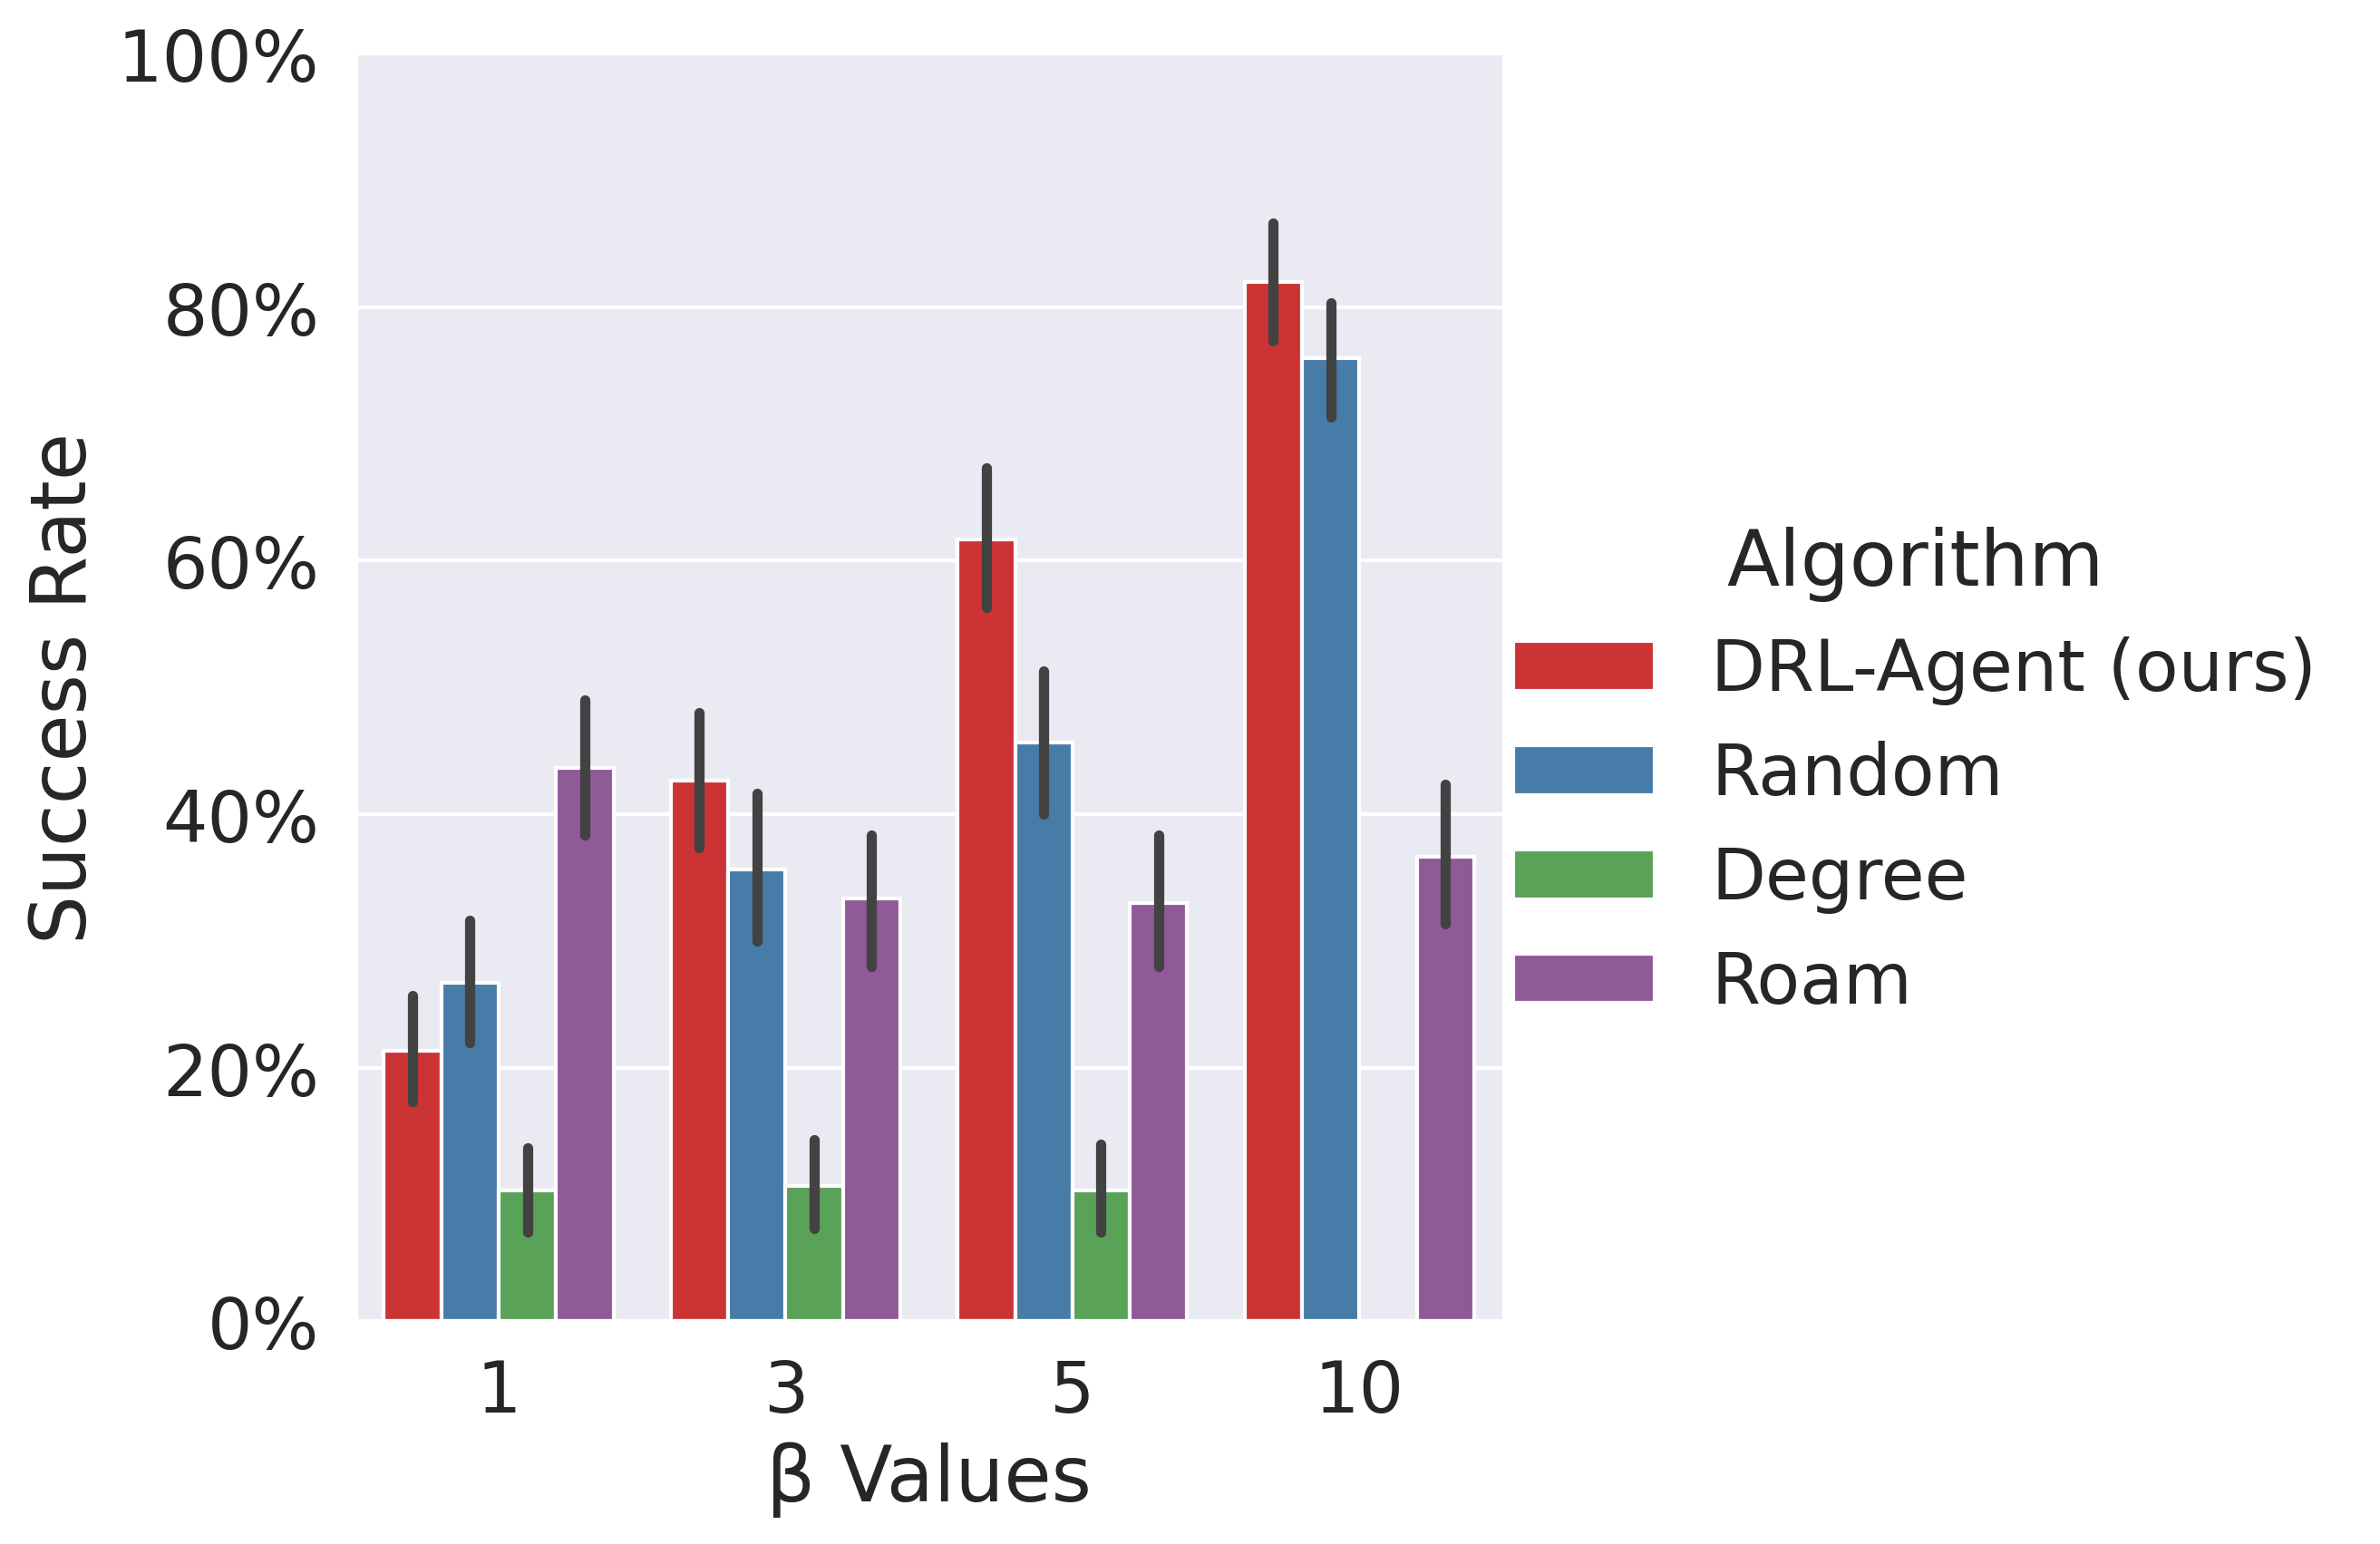 100%
80%
60%
40%
20%
0%
Success Rate
1 3 5 10
β Values
Algorithm
DRL-Agent (ours)
Random
Degree
Roam